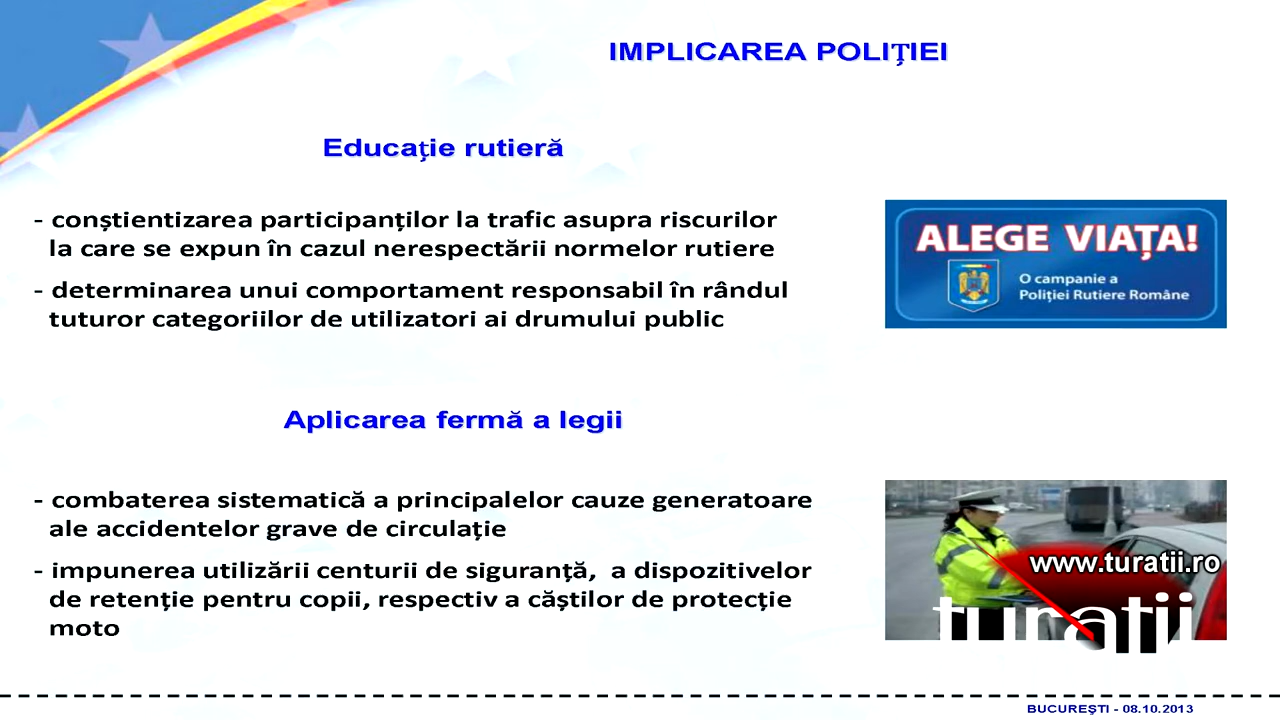 IMPLICAREA POLIŢIEI
Educaţie rutieră
- conștientizarea participanților la trafic asupra riscurilor
la care se expun în cazul nerespectării normelor rutiere
- determinarea unui comportament responsabil în rândul
tuturor categoriilor de utilizatori ai drumului public
ALEGE VIAȚA!
O campanie a
Poliției Rutiere Române
Aplicarea fermă a legii
- combaterea sistematică a principalelor cauze generatoare
ale accidentelor grave de circulație
- impunerea utilizării centurii de siguranță,  a dispozitivelor
de retenție pentru copii, respectiv a căștilor de protecție
moto
www.turatii.ro
turatii
BUCUREŞTI - 08.10.2013